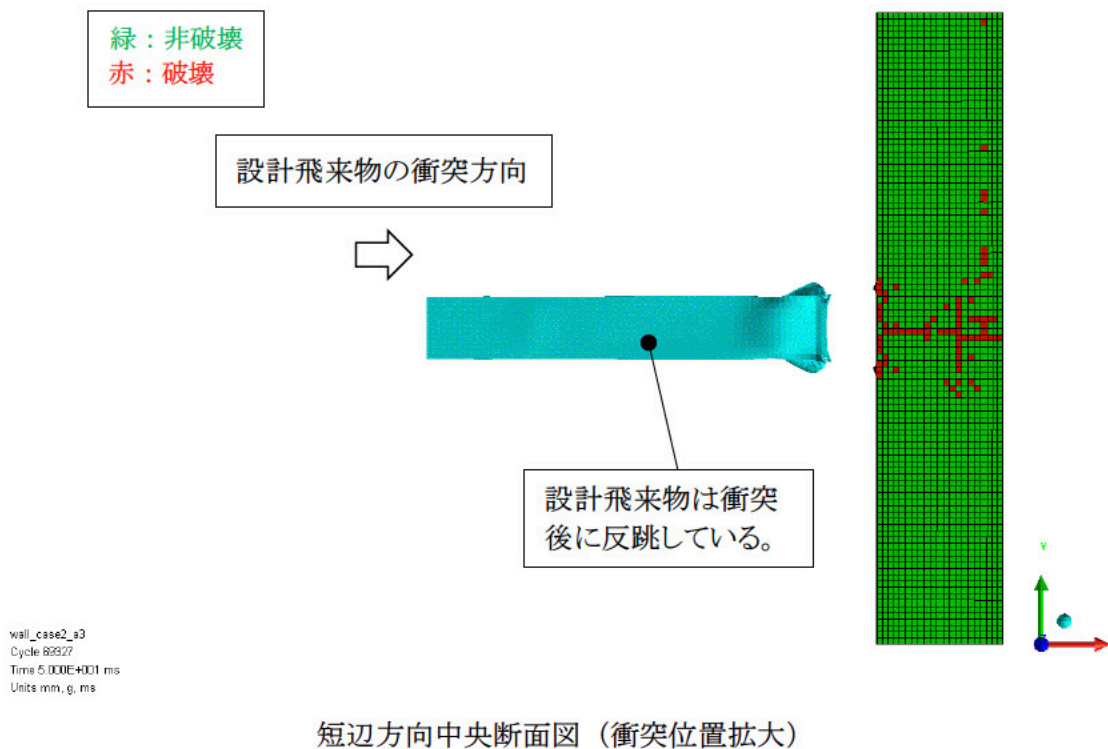 緑：非破壊
赤：破壊
設計飛来物の衝突方向
設計飛来物は衝突
後に反跳している。
Y
wall_case2_a3
Cycle 69327
Time 5.000E+001 ms
Units mm, g, ms
短辺方向中央断面図（衝突位置拡大）